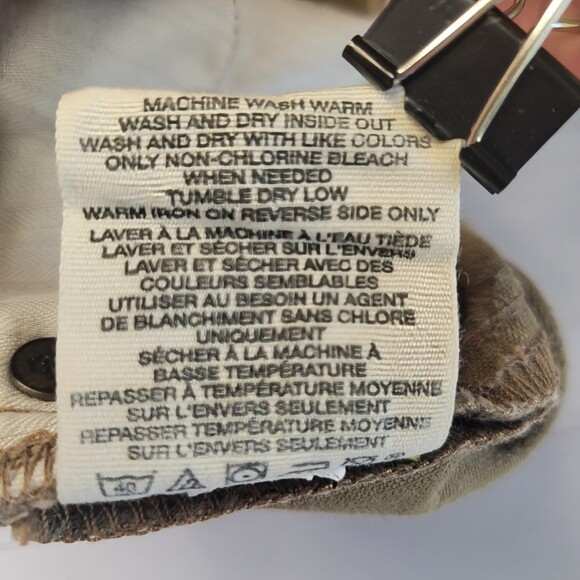 MACHINE WASH WARM
WASH AND DRY INSIDE OUT
WASH AND DRY WITH LIKE COLORS
ONLY NON-CHLORINE BLEACH
WHEN NEEDED
TUMBLE DRY LOW
WARM IRON ON REVERSE SIDE ONLY
LAVER À LA MACHINE À L'EAU TIÈDE
LAVER ET SÉCHER SUR L'ENVERS
LAVER ET SÉCHER AVEC DES
COULEURS SEMBLABLES
UTILISER AU BESOIN UN AGENT
DE BLANCHIMENT SANS CHLORE
UNIQUEMENT
SÉCHER À LA MACHINE À
BASSE TEMPÉRATURE
REPASSER À TEMPÉRATURE MOYENNE
SUR L'ENVERS SEULEMENT
REPASSER TEMPÉRATURE MOYENNE
SUR L'ENVERS SEULEMENT
40